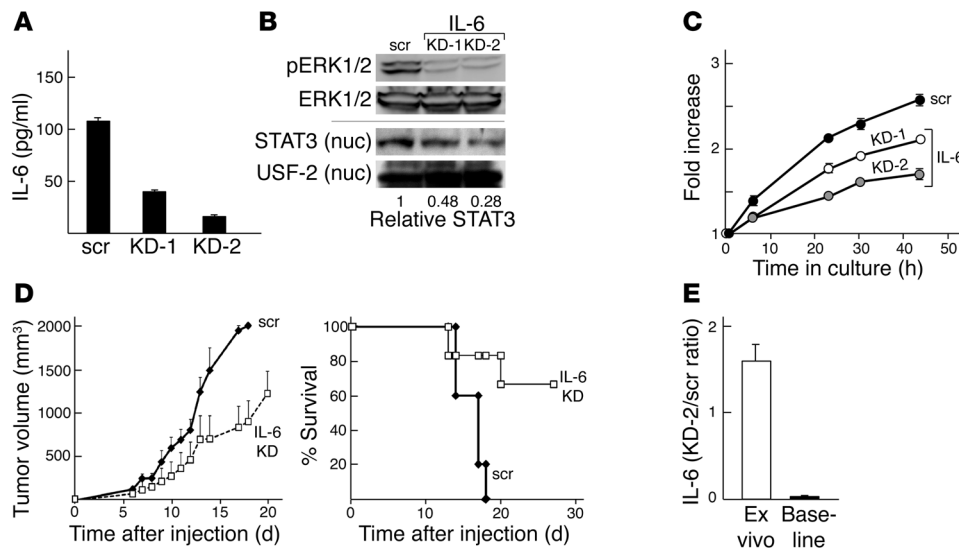 A
IL-6 (pg/ml)
150
100
50
scr
KD-1
KD-2
B
IL-6
scr
KD-1
KD-2
pERK1/2
ERK1/2
STAT3 (nuc)
USF-2 (nuc)
1
0.48
0.28
Relative STAT3
C
Fold increase
2
1
scr
KD-1
KD-2
IL-6
0
10
20
30
40
50
Time in culture (h)
D
Tumor volume (mm³)
2000
1500
1000
500
scr
IL-6
KD
0
5
10
15
20
Time after injection (d)
% Survival
100
80
60
40
20
IL-6
KD
scr
0
10
20
30
Time after injection (d)
E
IL-6 (KD-2/scr ratio)
2
1
0
Ex
vivo
Base-
line